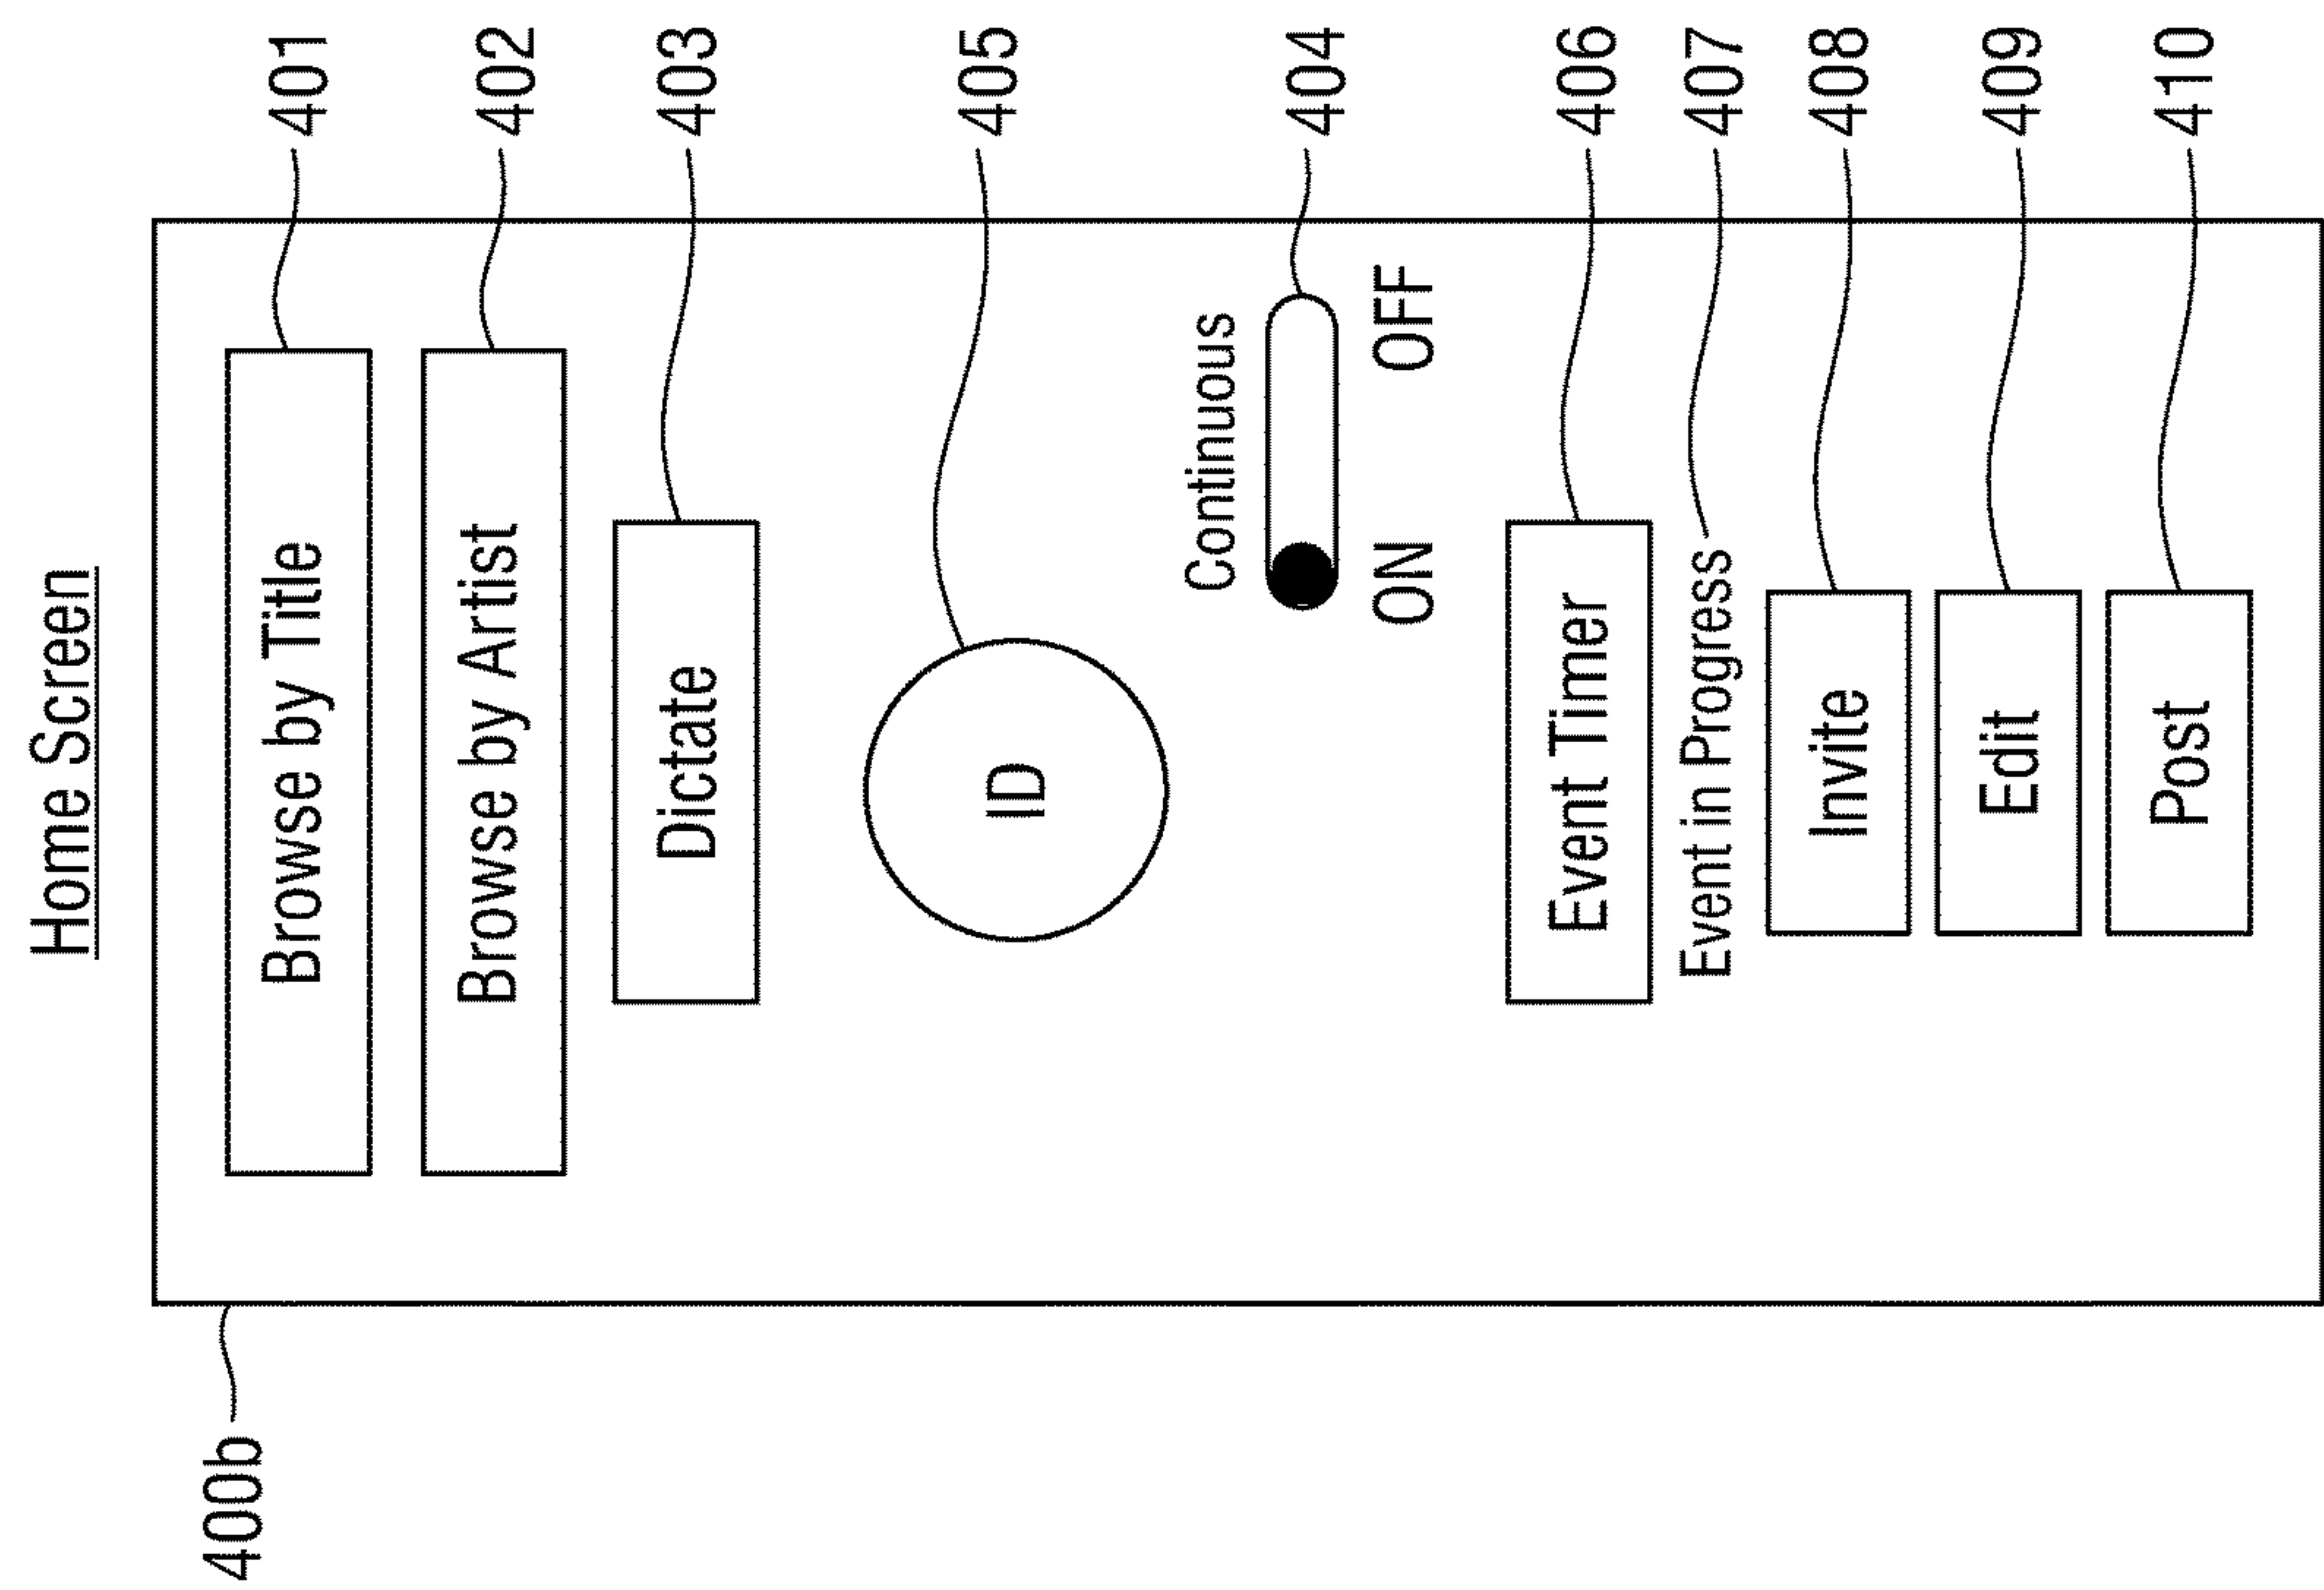 Home Screen
400b
Browse by Title 401
Browse by Artist 402
Dictate 403
ID 405
Continuous
404
ON OFF
Event Timer 406
Event in Progress 407
Invite 408
Edit 409
Post 410